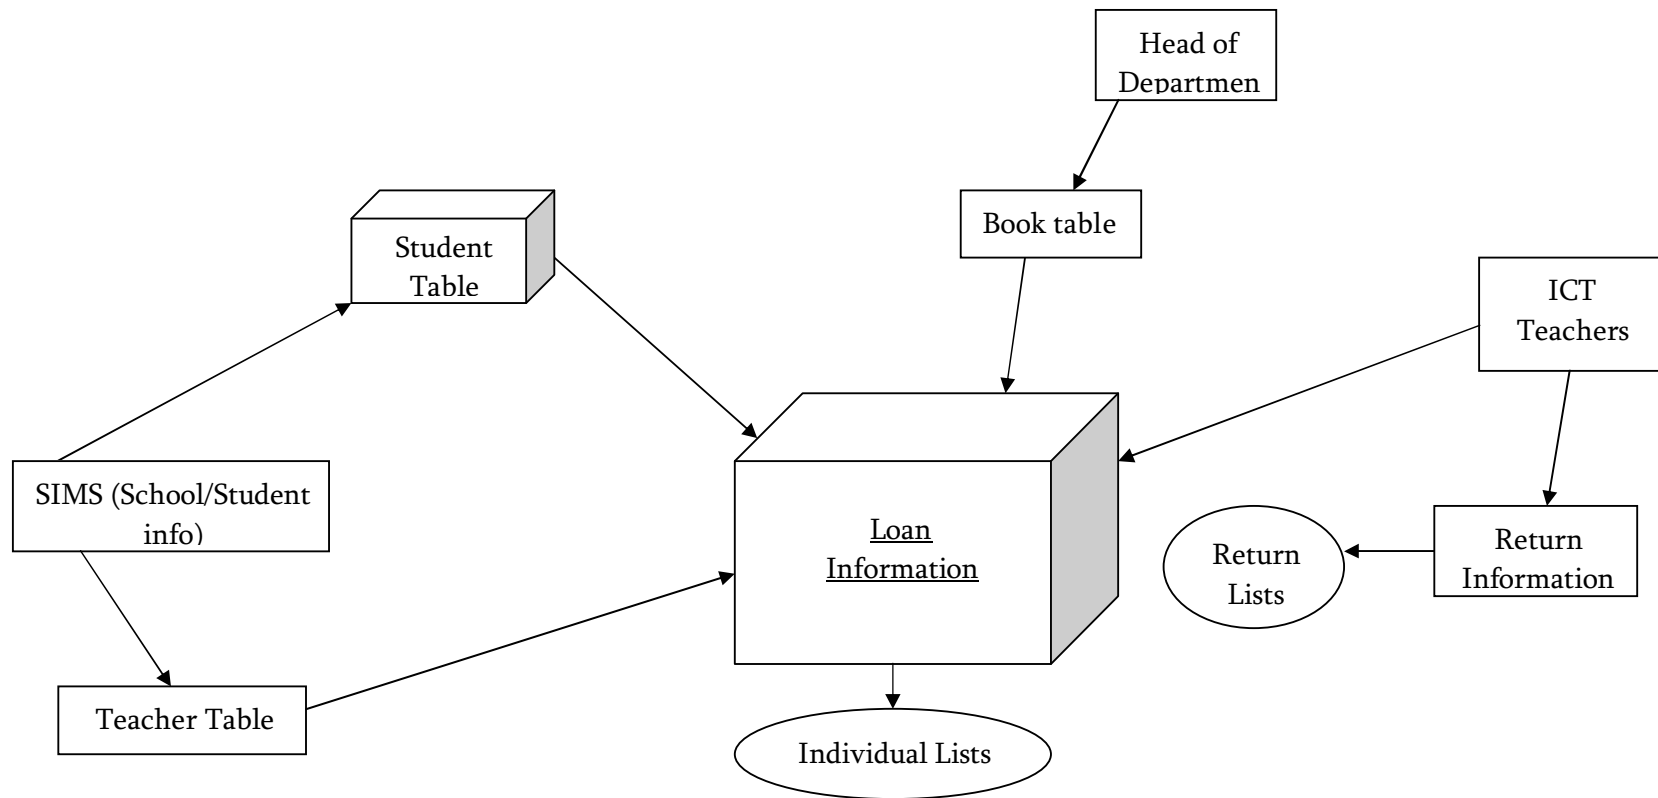 Head of
Departmen
Student
Table
Book table
ICT
Teachers
SIMS (School/Student
info)
Loan
Information
Return
Lists
Return
Information
Teacher Table
Individual Lists